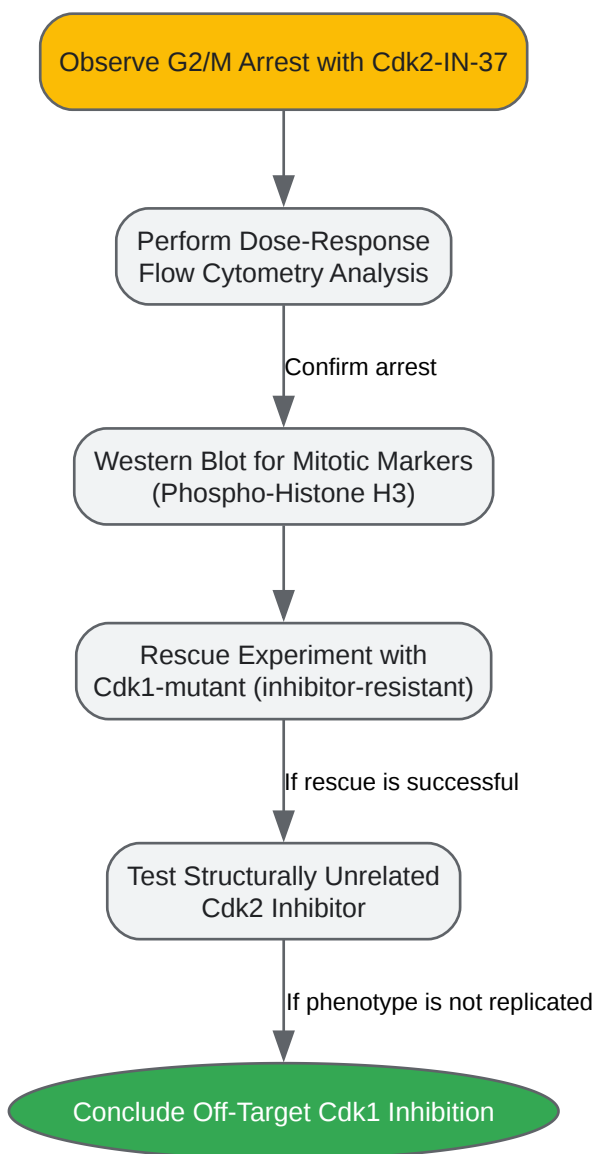 Observe G2/M Arrest with Cdk2-IN-37
Perform Dose-Response
Flow Cytometry Analysis
Confirm arrest
Western Blot for Mitotic Markers
(Phospho-Histone H3)
Rescue Experiment with
Cdk1-mutant (inhibitor-resistant)
If rescue is successful
Test Structurally Unrelated
Cdk2 Inhibitor
If phenotype is not replicated
Conclude Off-Target Cdk1 Inhibition